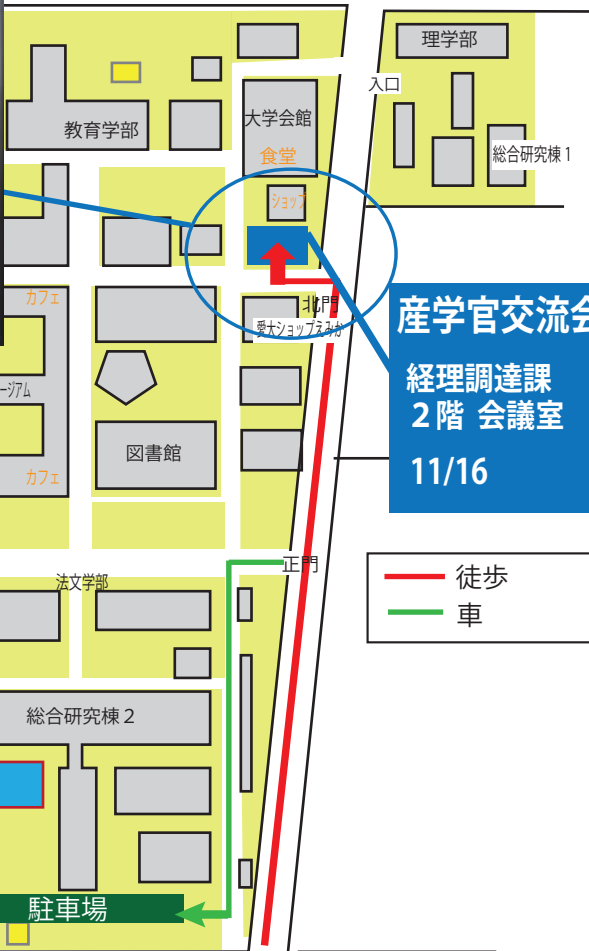 理学部
入口
大学会館
教育学部
食堂
総合研究棟1
ショップ
カフェ
北門
愛大ショップえみか
産学官交流会
経理調達課
２階 会議室
11/16
ージアム
図書館
カフェ
正門
徒歩
車
法文学部
総合研究棟２
駐車場